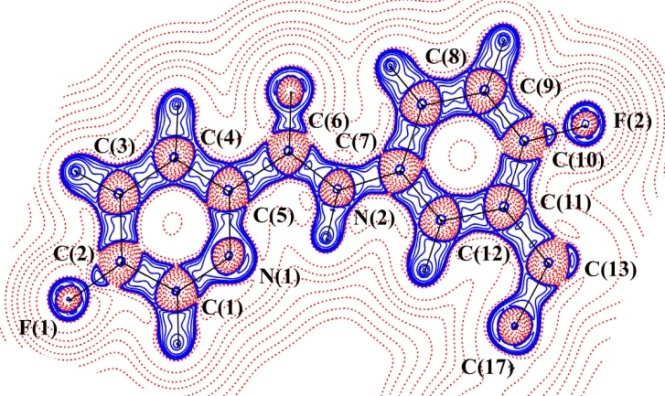 C(8)
C(9)
F(2)
C(6)
C(7)
C(3)
C(4)
C(10)
C(5)
N(2)
C(11)
C(2)
C(12)
N(1)
C(13)
C(1)
F(1)
C(17)